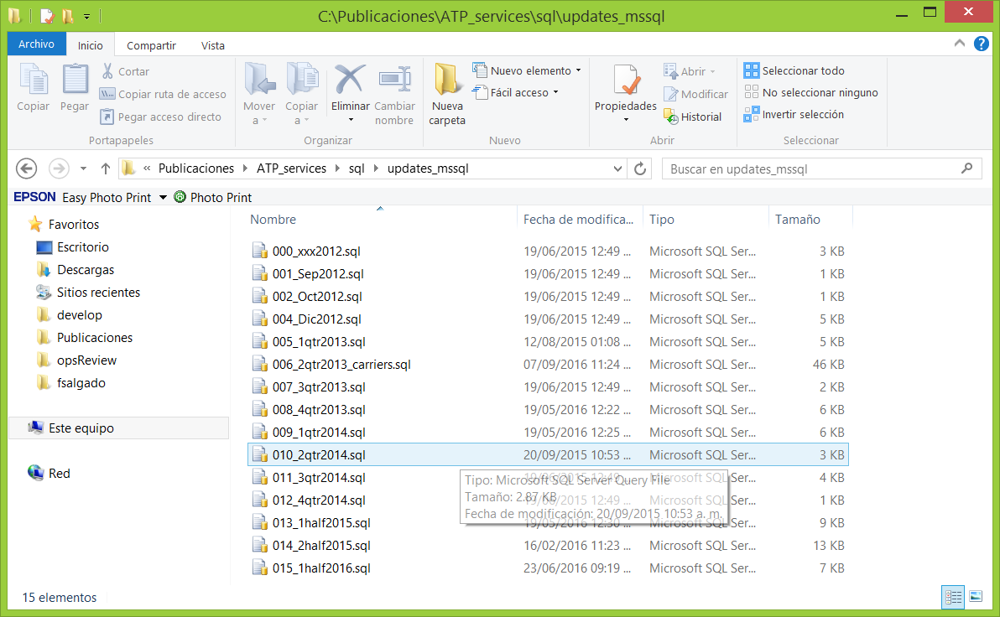 C:\Publicaciones\ATP_services\sql\updates_mssql
Archivo Inicio Compartir Vista
Copiar
Pegar
Cortar
Copiar ruta de acceso
Pegar acceso directo
Portapapeles
Mover a
Copiar a
Eliminar
Cambiar nombre
Organizar
Nueva carpeta
Nuevo elemento
Fácil acceso
Nuevo
Propiedades
Abrir
Modificar
Historial
Abrir
Seleccionar todo
No seleccionar ninguno
Invertir selección
Seleccionar
« Publicaciones ATP_services sql updates_mssql
Buscar en updates_mssql
EPSON Easy Photo Print Photo Print
Favoritos
Escritorio
Descargas
Sitios recientes
develop
Publicaciones
opsReview
fsalgado
Este equipo
Red
Nombre Fecha de modifica... Tipo Tamaño
000_xxx2012.sql 19/06/2015 12:49 ... Microsoft SQL Ser... 3 KB
001_Sep2012.sql 19/06/2015 12:49 ... Microsoft SQL Ser... 1 KB
002_Oct2012.sql 19/06/2015 12:49 ... Microsoft SQL Ser... 1 KB
004_Dic2012.sql 19/06/2015 12:49 ... Microsoft SQL Ser... 5 KB
005_1qtr2013.sql 12/08/2015 01:08 ... Microsoft SQL Ser... 5 KB
006_2qtr2013_carriers.sql 07/09/2016 11:24 ... Microsoft SQL Ser... 46 KB
007_3qtr2013.sql 19/06/2015 12:49 ... Microsoft SQL Ser... 2 KB
008_4qtr2013.sql 19/05/2016 12:22 ... Microsoft SQL Ser... 6 KB
009_1qtr2014.sql 19/05/2016 12:25 ... Microsoft SQL Ser... 6 KB
010_2qtr2014.sql 20/09/2015 10:53 ... Microsoft SQL Ser... 3 KB
011_3qtr2014.sql 19/06/2015 12:49 ... Microsoft SQL Ser... 4 KB
012_4qtr2014.sql 19/06/2015 12:49 ... Microsoft SQL Ser... 1 KB
013_1half2015.sql 19/05/2016 12:30 ... Microsoft SQL Ser... 9 KB
014_2half2015.sql 16/02/2016 11:23 ... Microsoft SQL Ser... 13 KB
015_1half2016.sql 23/06/2016 09:19 ... Microsoft SQL Ser... 7 KB
Tipo: Microsoft SQL Server Query File
Tamaño: 2.87 KB
Fecha de modificación: 20/09/2015 10:53 a. m.
15 elementos